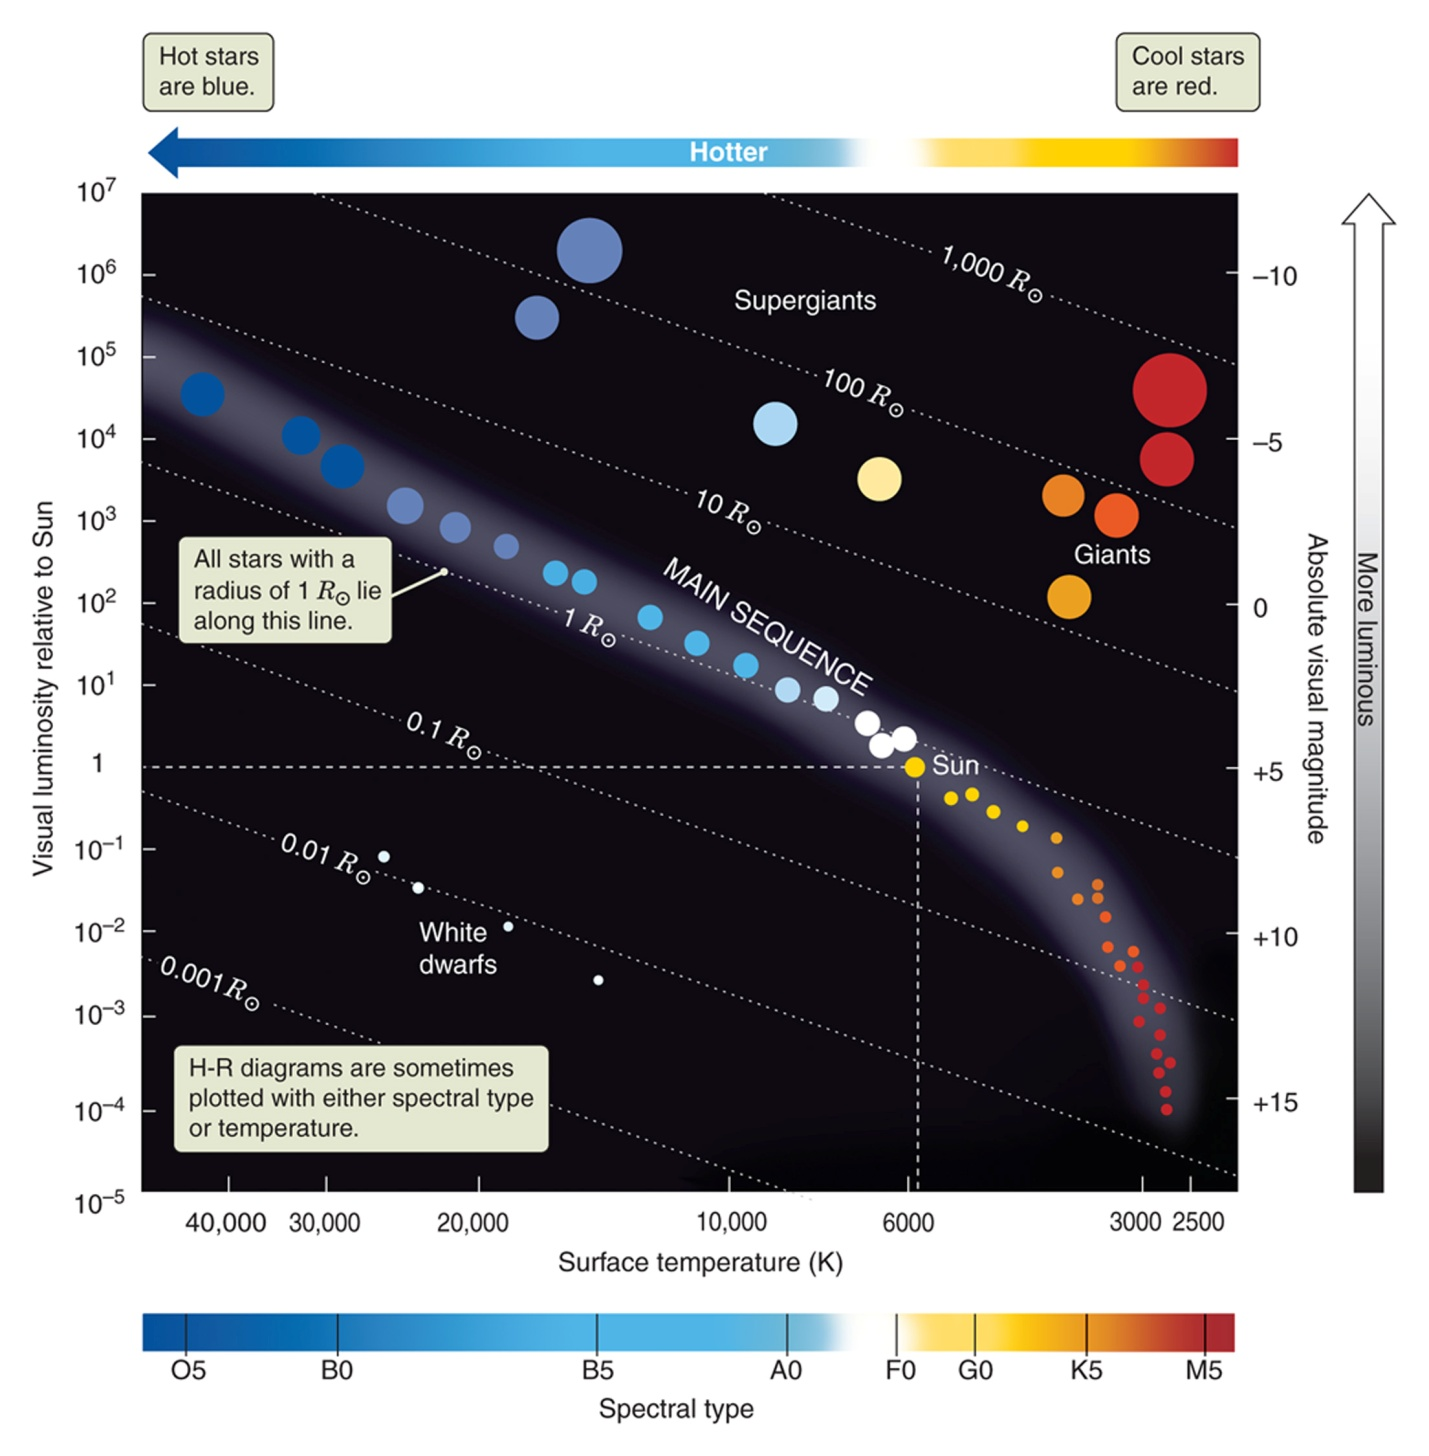 Hot stars
are blue.
Cool stars
are red.
Hotter
10⁷
10⁶
10⁵
10⁴
10³
10²
10¹
1
10⁻¹
10⁻²
10⁻³
10⁻⁴
10⁻⁵
Visual luminosity relative to Sun
1,000 R☉
Supergiants
100 R☉
10 R☉
Giants
MAIN SEQUENCE
All stars with a
radius of 1 R☉ lie
along this line.
1 R☉
0.1 R☉
Sun
0.01 R☉
White
dwarfs
0.001 R☉
H-R diagrams are sometimes
plotted with either spectral type
or temperature.
–10
–5
0
+5
+10
+15
Absolute visual magnitude
More luminous
40,000 30,000 20,000 10,000 6000 3000 2500
Surface temperature (K)
O5 B0 B5 A0 F0 G0 K5 M5
Spectral type